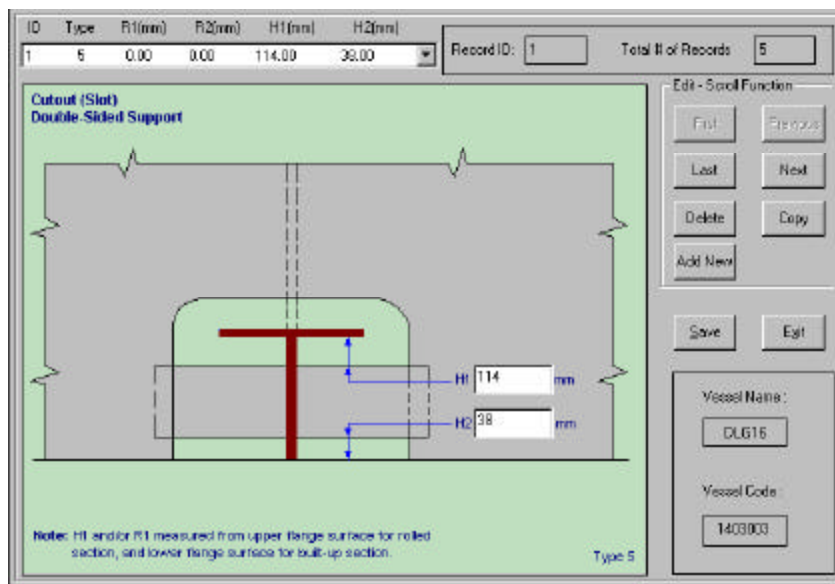 ID Type R1(mm) R2(mm) H1(mm) H2(mm)
1 5 0.00 0.00 114.00 38.00
Record ID: 1 Total # of Records 5
Edit - Scroll Function
First Previous
Last Next
Delete Copy
Add New
Save Exit
Vessel Name :
DLG16
Vessel Code :
1403003
Cutout (Slot)
Double-Sided Support
H1 114 mm
H2 38 mm
Note: H1 and/or R1 measured from upper flange surface for rolled
section, and lower flange surface for built-up section.
Type 5